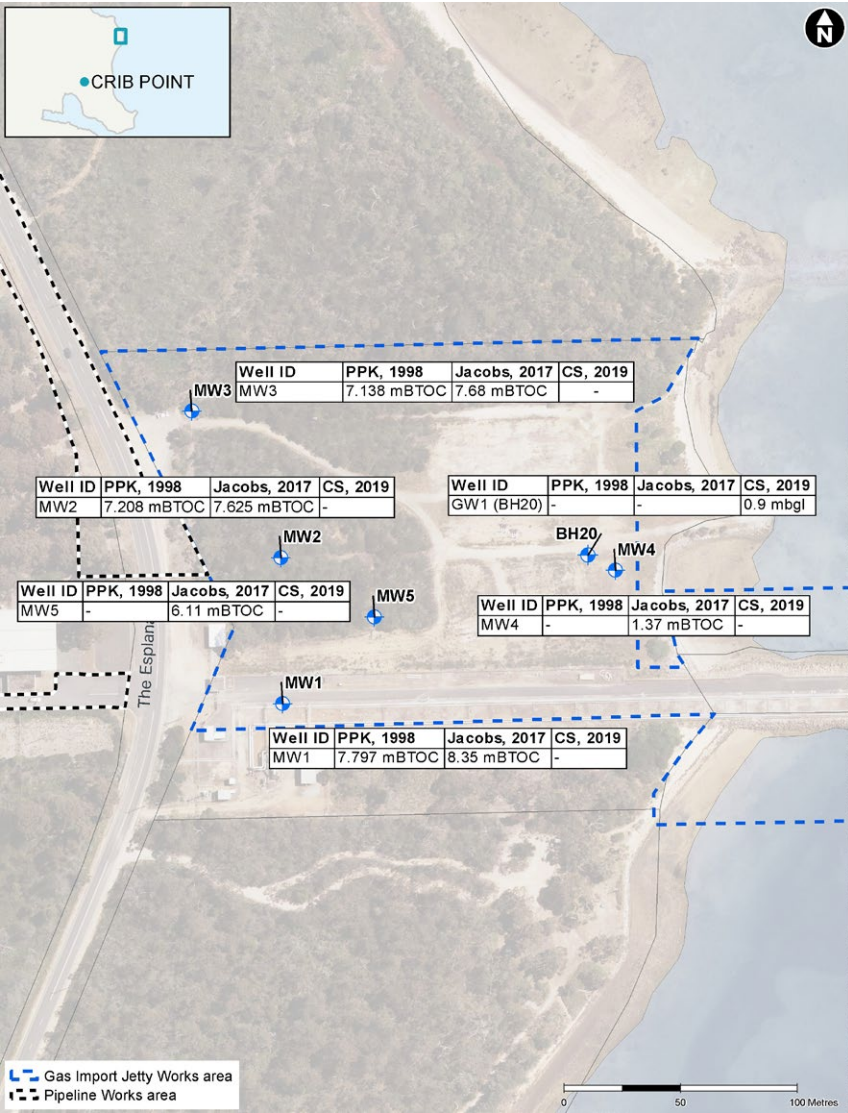 N
CRIB POINT
MW3
Well ID PPK, 1998 Jacobs, 2017 CS, 2019
MW3 7.138 mBTOC 7.68 mBTOC -
Well ID PPK, 1998 Jacobs, 2017 CS, 2019
MW2 7.208 mBTOC 7.625 mBTOC -
Well ID PPK, 1998 Jacobs, 2017 CS, 2019
GW1 (BH20) - - 0.9 mbgl
MW2
BH20
MW4
Well ID PPK, 1998 Jacobs, 2017 CS, 2019
MW5 - 6.11 mBTOC -
MW5
Well ID PPK, 1998 Jacobs, 2017 CS, 2019
MW4 - 1.37 mBTOC -
The Esplana
MW1
Well ID PPK, 1998 Jacobs, 2017 CS, 2019
MW1 7.797 mBTOC 8.35 mBTOC -
Gas Import Jetty Works area
Pipeline Works area
0 50 100 Metres